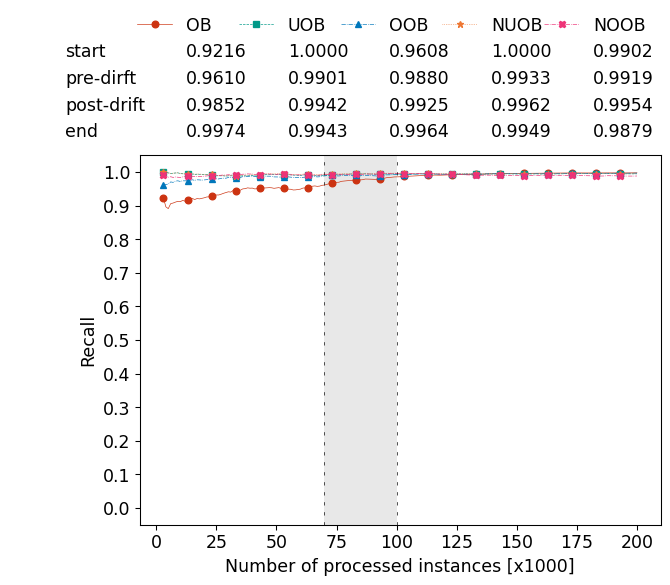 OB UOB OOB NUOB NOOB
start 0.9216 1.0000 0.9608 1.0000 0.9902
pre-dirft 0.9610 0.9901 0.9880 0.9933 0.9919
post-drift 0.9852 0.9942 0.9925 0.9962 0.9954
end 0.9974 0.9943 0.9964 0.9949 0.9879
1.0
0.9
0.8
0.7
0.6
0.5
0.4
0.3
0.2
0.1
0.0
Recall
0 25 50 75 100 125 150 175 200
Number of processed instances [x1000]